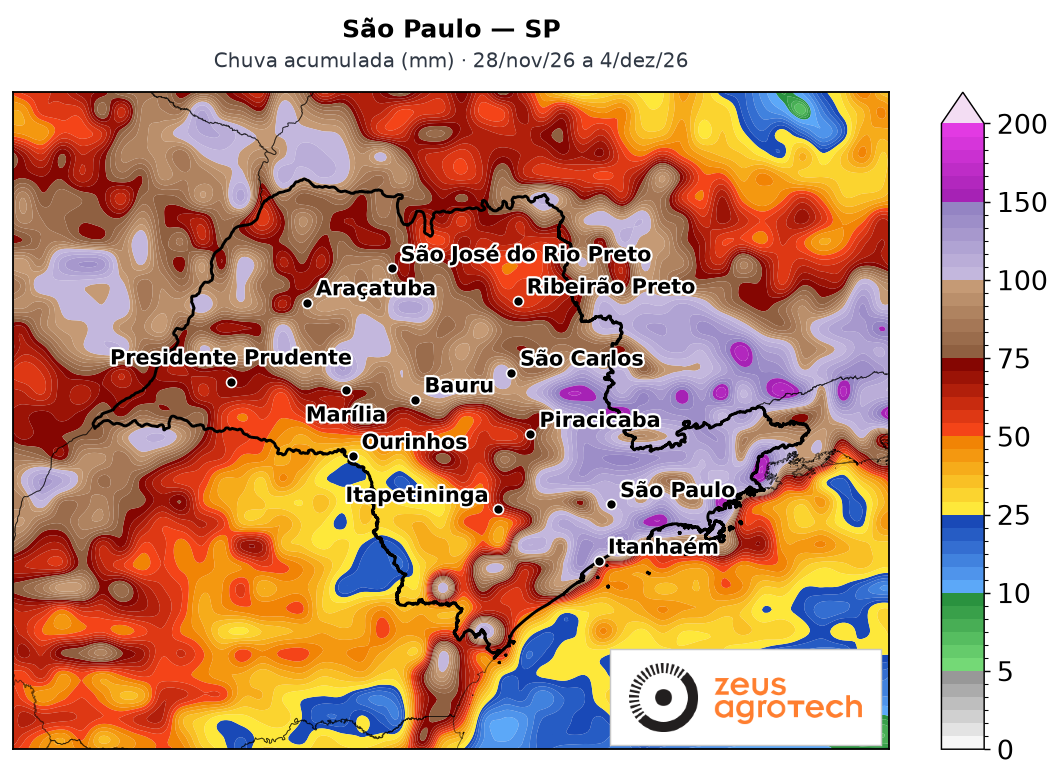 São Paulo — SP
Chuva acumulada (mm) · 28/nov/26 a 4/dez/26
São José do Rio Preto
Araçatuba
Ribeirão Preto
Presidente Prudente
São Carlos
Bauru
Marília
Piracicaba
Ourinhos
Itapetininga
São Paulo
Itanhaém
zeus
agrotech
200
150
100
75
50
25
10
5
0